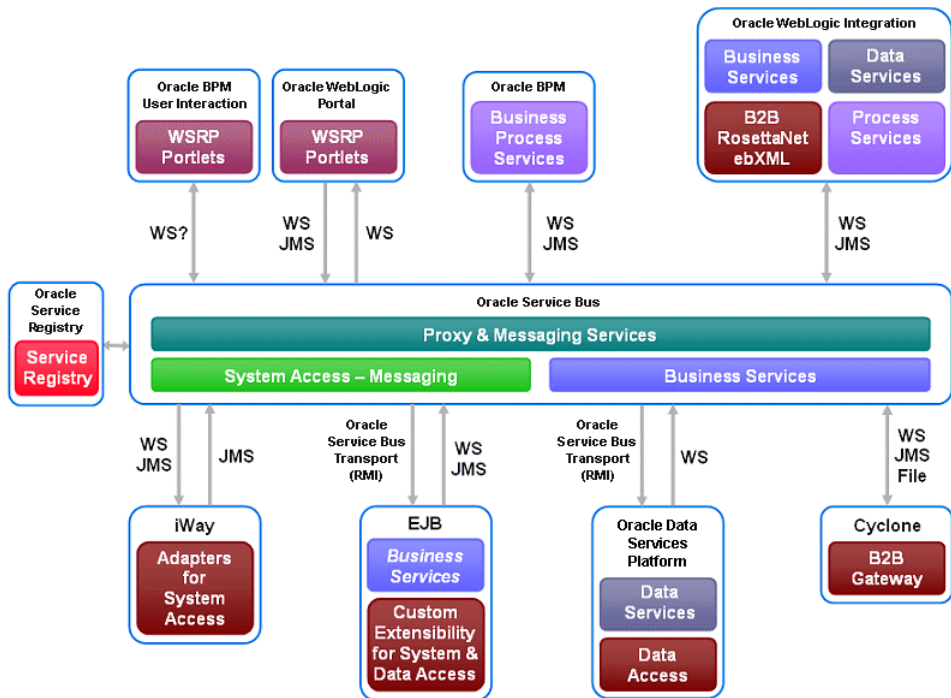 Oracle WebLogic Integration
Business
Services
Data
Services
B2B
RosettaNet
ebXML
Process
Services
Oracle BPM
User Interaction
WSRP
Portlets
Oracle WebLogic
Portal
WSRP
Portlets
Oracle BPM
Business
Process
Services
WS?
WS
JMS
WS
WS
JMS
WS
JMS
Oracle
Service
Registry
Service
Registry
Oracle Service Bus
Proxy & Messaging Services
System Access – Messaging
Business Services
WS
JMS
JMS
Oracle
Service Bus
Transport
(RMI)
WS
JMS
Oracle
Service Bus
Transport
(RMI)
WS
WS
JMS
File
iWay
Adapters
for
System
Access
EJB
Business
Services
Custom
Extensibility
for System &
Data Access
Oracle Data
Services
Platform
Data
Services
Data
Access
Cyclone
B2B
Gateway